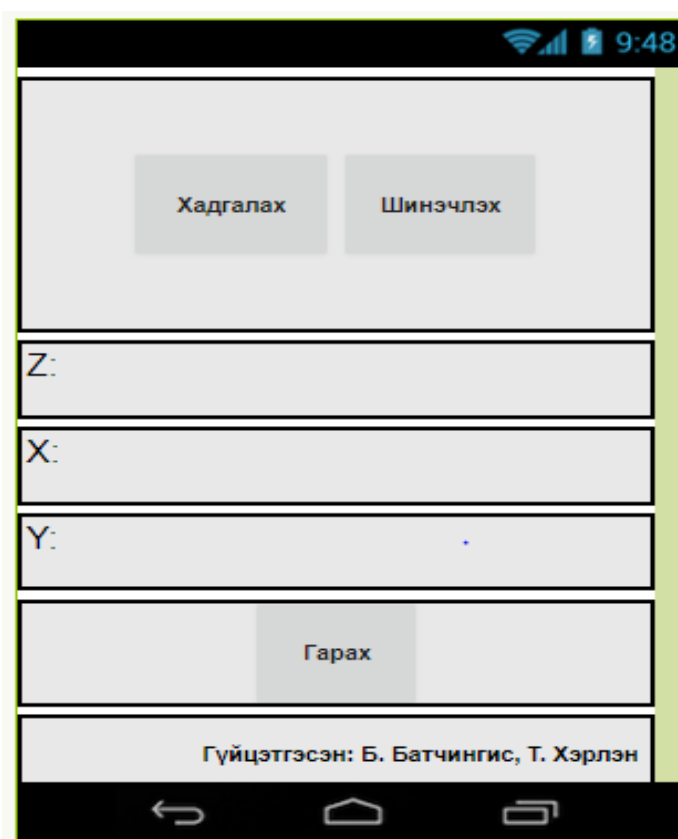 9:48
Хадгалах Шинэчлэх
Z:
X:
Y:
Гарах
Гүйцэтгэсэн: Б. Батчингис, Т. Хэрлэн